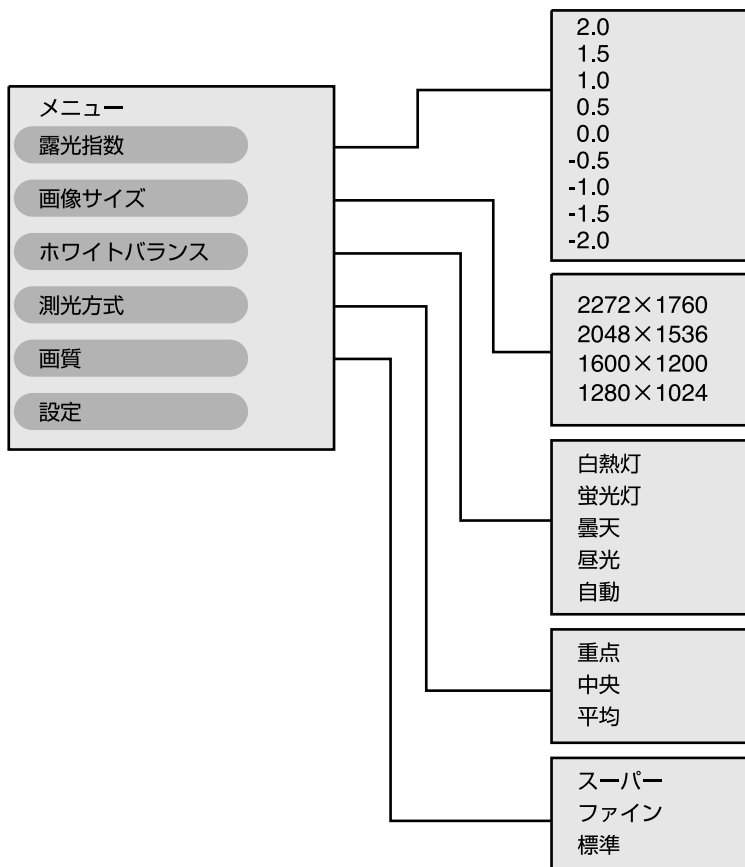 メニュー
露光指数
画像サイズ
ホワイトバランス
測光方式
画質
設定
2.0
1.5
1.0
0.5
0.0
-0.5
-1.0
-1.5
-2.0
2272×1760
2048×1536
1600×1200
1280×1024
白熱灯
蛍光灯
曇天
昼光
自動
重点
中央
平均
スーパー
ファイン
標準